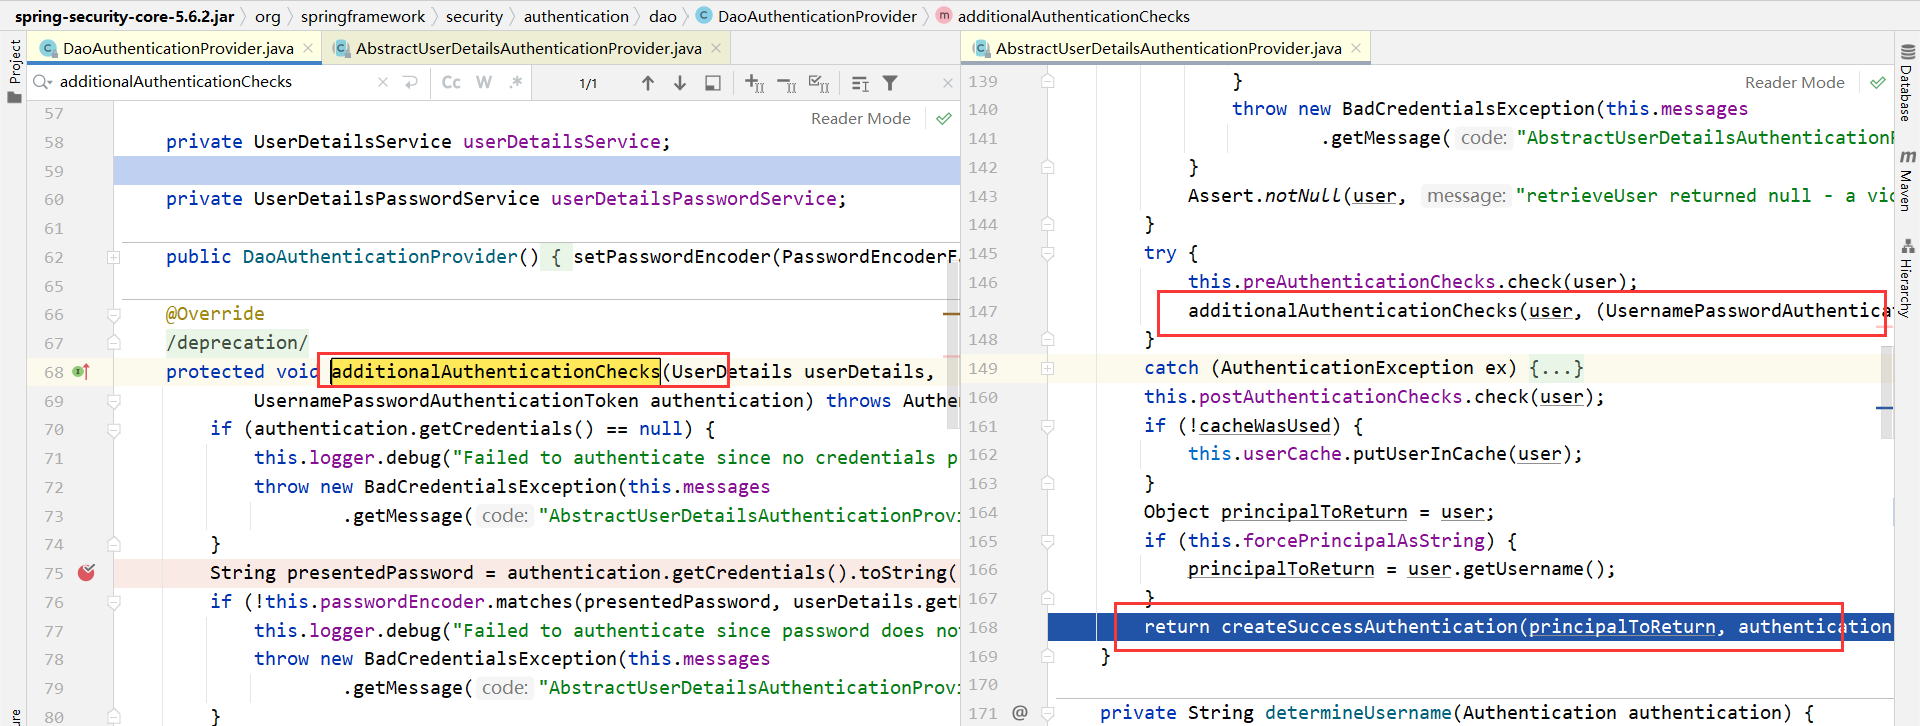 spring-security-core-5.6.2.jar org springframework security authentication dao DaoAuthenticationProvider additionalAuthenticationChecks
Project
DaoAuthenticationProvider.java AbstractUserDetailsAuthenticationProvider.java
additionalAuthenticationChecks Cc W .* 1/1
Reader Mode
57
58 private UserDetailsService userDetailsService;
59
60 private UserDetailsPasswordService userDetailsPasswordService;
61
62 public DaoAuthenticationProvider() { setPasswordEncoder(PasswordEncoderF
65
66 @Override
67 /deprecation/
68 protected void additionalAuthenticationChecks(UserDetails userDetails,
69 UsernamePasswordAuthenticationToken authentication) throws Authe
70 if (authentication.getCredentials() == null) {
71 this.logger.debug("Failed to authenticate since no credentials p
72 throw new BadCredentialsException(this.messages
73 .getMessage( code: "AbstractUserDetailsAuthenticationProvi
74 }
75 String presentedPassword = authentication.getCredentials().toString(
76 if (!this.passwordEncoder.matches(presentedPassword, userDetails.getP
77 this.logger.debug("Failed to authenticate since password does no
78 throw new BadCredentialsException(this.messages
79 .getMessage( code: "AbstractUserDetailsAuthenticationProvi
80 }
AbstractUserDetailsAuthenticationProvider.java
Reader Mode
139 }
140 throw new BadCredentialsException(this.messages
141 .getMessage( code: "AbstractUserDetailsAuthenticationP
142 }
143 Assert.notNull(user, message: "retrieveUser returned null - a vio
144 }
145 try {
146 this.preAuthenticationChecks.check(user);
147 additionalAuthenticationChecks(user, (UsernamePasswordAuthentica
148 }
149 catch (AuthenticationException ex) {...}
160 this.postAuthenticationChecks.check(user);
161 if (!cacheWasUsed) {
162 this.userCache.putUserInCache(user);
163 }
164 Object principalToReturn = user;
165 if (this.forcePrincipalAsString) {
166 principalToReturn = user.getUsername();
167 }
168 return createSuccessAuthentication(principalToReturn, authentication
169 }
170
171 @ private String determineUsername(Authentication authentication) {
Database
m Maven
Hierarchy
ure